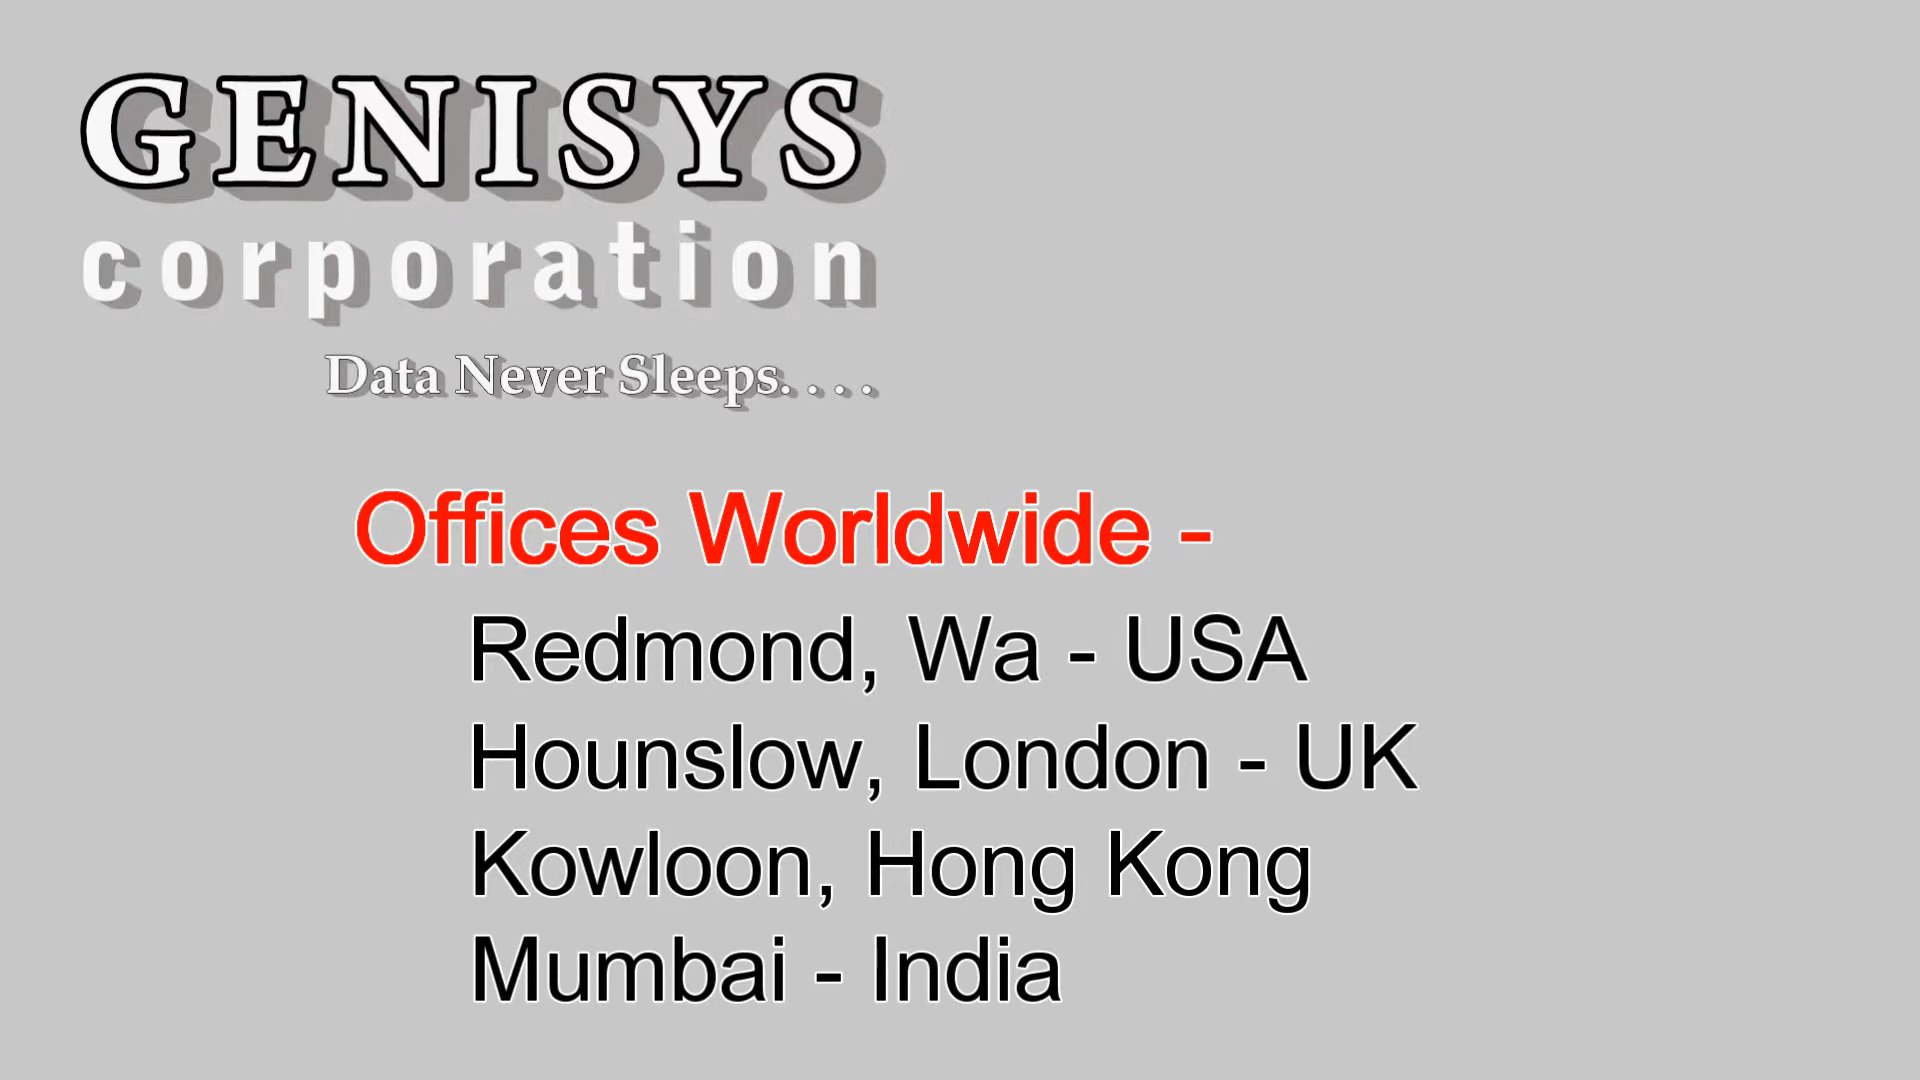 GENISYS
corporation
Data Never Sleeps. . . .
Offices Worldwide -
Redmond, Wa - USA
Hounslow, London - UK
Kowloon, Hong Kong
Mumbai - India